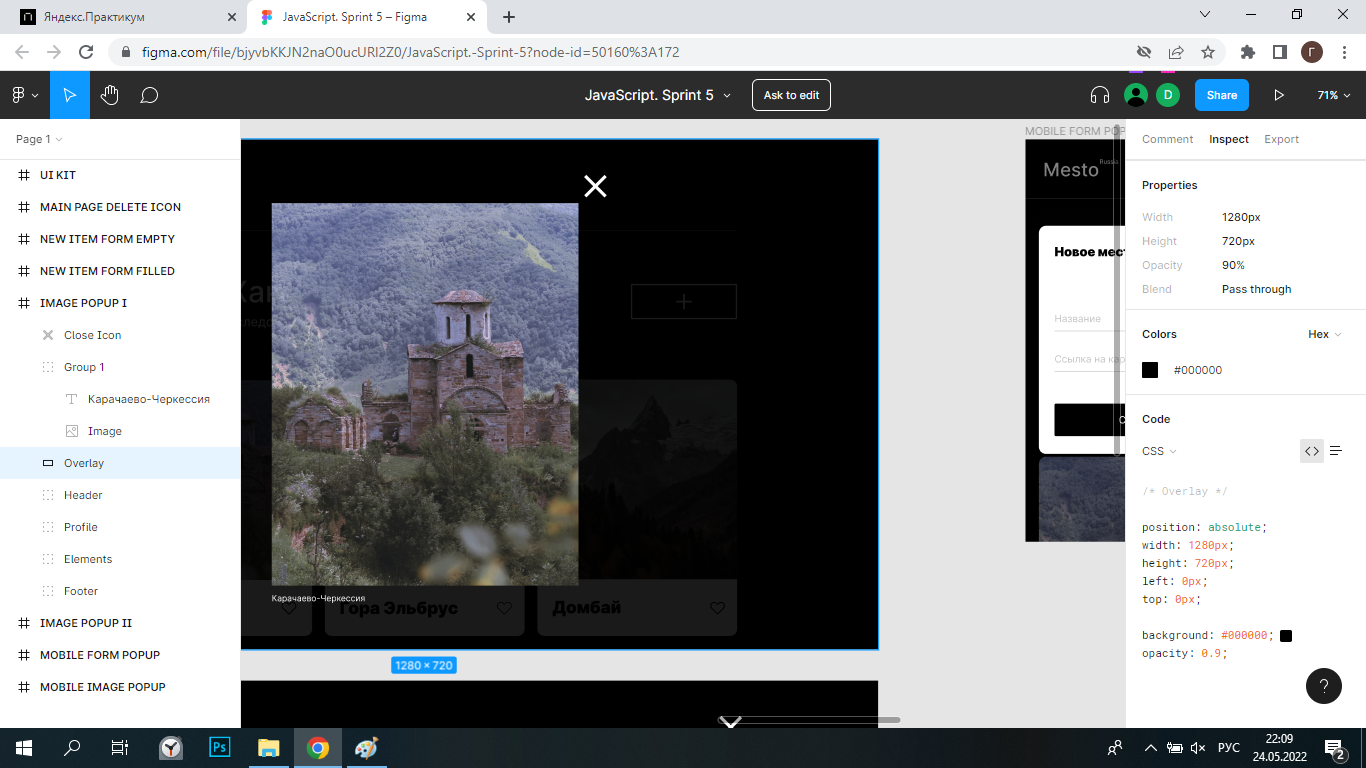 Яндекс.Практикум
JavaScript. Sprint 5 – Figma
figma.com/file/bjyvbKKJN2naO0ucURI2Z0/JavaScript.-Sprint-5?node-id=50160%3A172
Г
JavaScript. Sprint 5
Ask to edit
D
Share
71%
Page 1
UI KIT
MAIN PAGE DELETE ICON
NEW ITEM FORM EMPTY
NEW ITEM FORM FILLED
IMAGE POPUP I
Close Icon
Group 1
Карачаево-Черкессия
Image
Overlay
Header
Profile
Elements
Footer
IMAGE POPUP II
MOBILE FORM POPUP
MOBILE IMAGE POPUP
Карачаево-Черкессия
Гора Эльбрус
Домбай
1280 × 720
MOBILE FORM POP
Mesto
Russia
Новое мес
Название
Ссылка на кар
С
Comment Inspect Export
Properties
Width 1280px
Height 720px
Opacity 90%
Blend Pass through
Colors Hex
#000000
Code
CSS
/* Overlay */
position: absolute;
width: 1280px;
height: 720px;
left: 0px;
top: 0px;
background: #000000;
opacity: 0.9;
?
Ps
РУС
22:09
24.05.2022
2